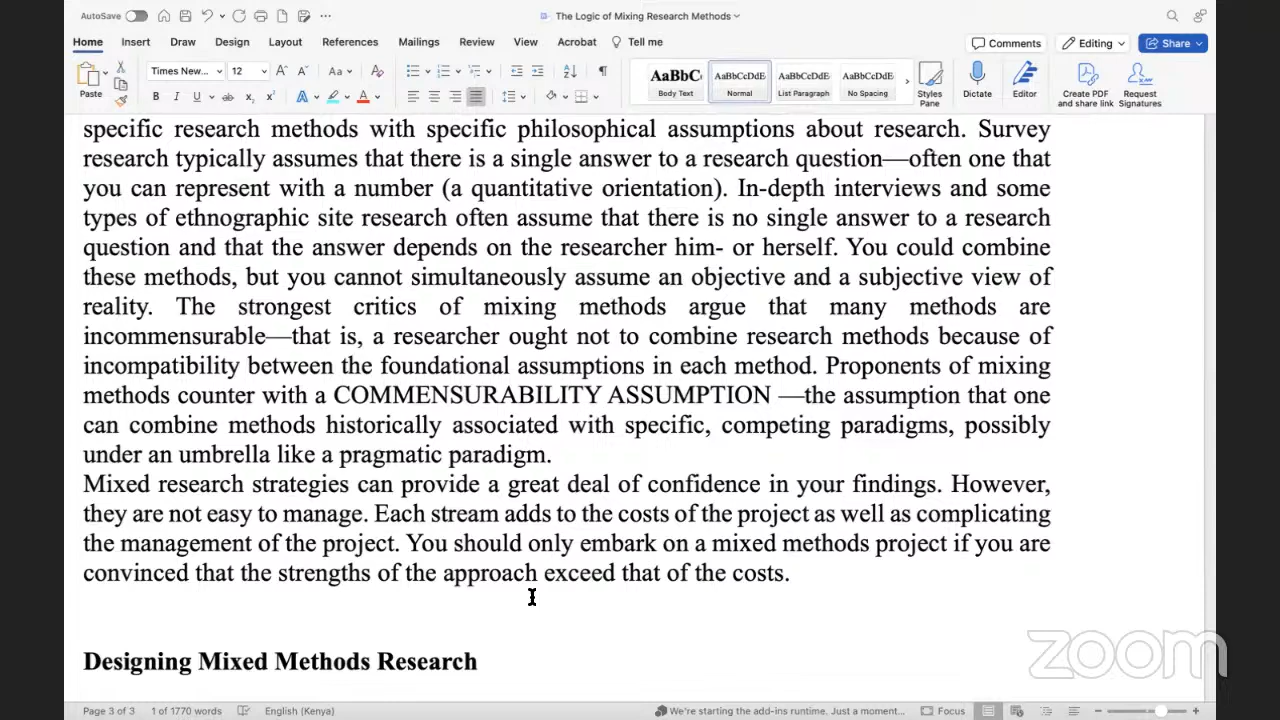 AutoSave
The Logic of Mixing Research Methods
Home Insert Draw Design Layout References Mailings Review View Acrobat Tell me
Comments Editing Share
Times New... 12 Aa
Paste
B I U ab x₂ x² A A
AaBbC AaBbCcDdE AaBbCcDdE AaBbCcDdE
Body Text Normal List Paragraph No Spacing
Styles Pane
Dictate
Editor
Create PDF and share link
Request Signatures
specific research methods with specific philosophical assumptions about research. Survey
research typically assumes that there is a single answer to a research question—often one that
you can represent with a number (a quantitative orientation). In-depth interviews and some
types of ethnographic site research often assume that there is no single answer to a research
question and that the answer depends on the researcher him- or herself. You could combine
these methods, but you cannot simultaneously assume an objective and a subjective view of
reality. The strongest critics of mixing methods argue that many methods are
incommensurable—that is, a researcher ought not to combine research methods because of
incompatibility between the foundational assumptions in each method. Proponents of mixing
methods counter with a COMMENSURABILITY ASSUMPTION —the assumption that one
can combine methods historically associated with specific, competing paradigms, possibly
under an umbrella like a pragmatic paradigm.
Mixed research strategies can provide a great deal of confidence in your findings. However,
they are not easy to manage. Each stream adds to the costs of the project as well as complicating
the management of the project. You should only embark on a mixed methods project if you are
convinced that the strengths of the approach exceed that of the costs.
Designing Mixed Methods Research
zoom
Page 3 of 3 1 of 1770 words English (Kenya) We're starting the add-ins runtime. Just a moment... Focus